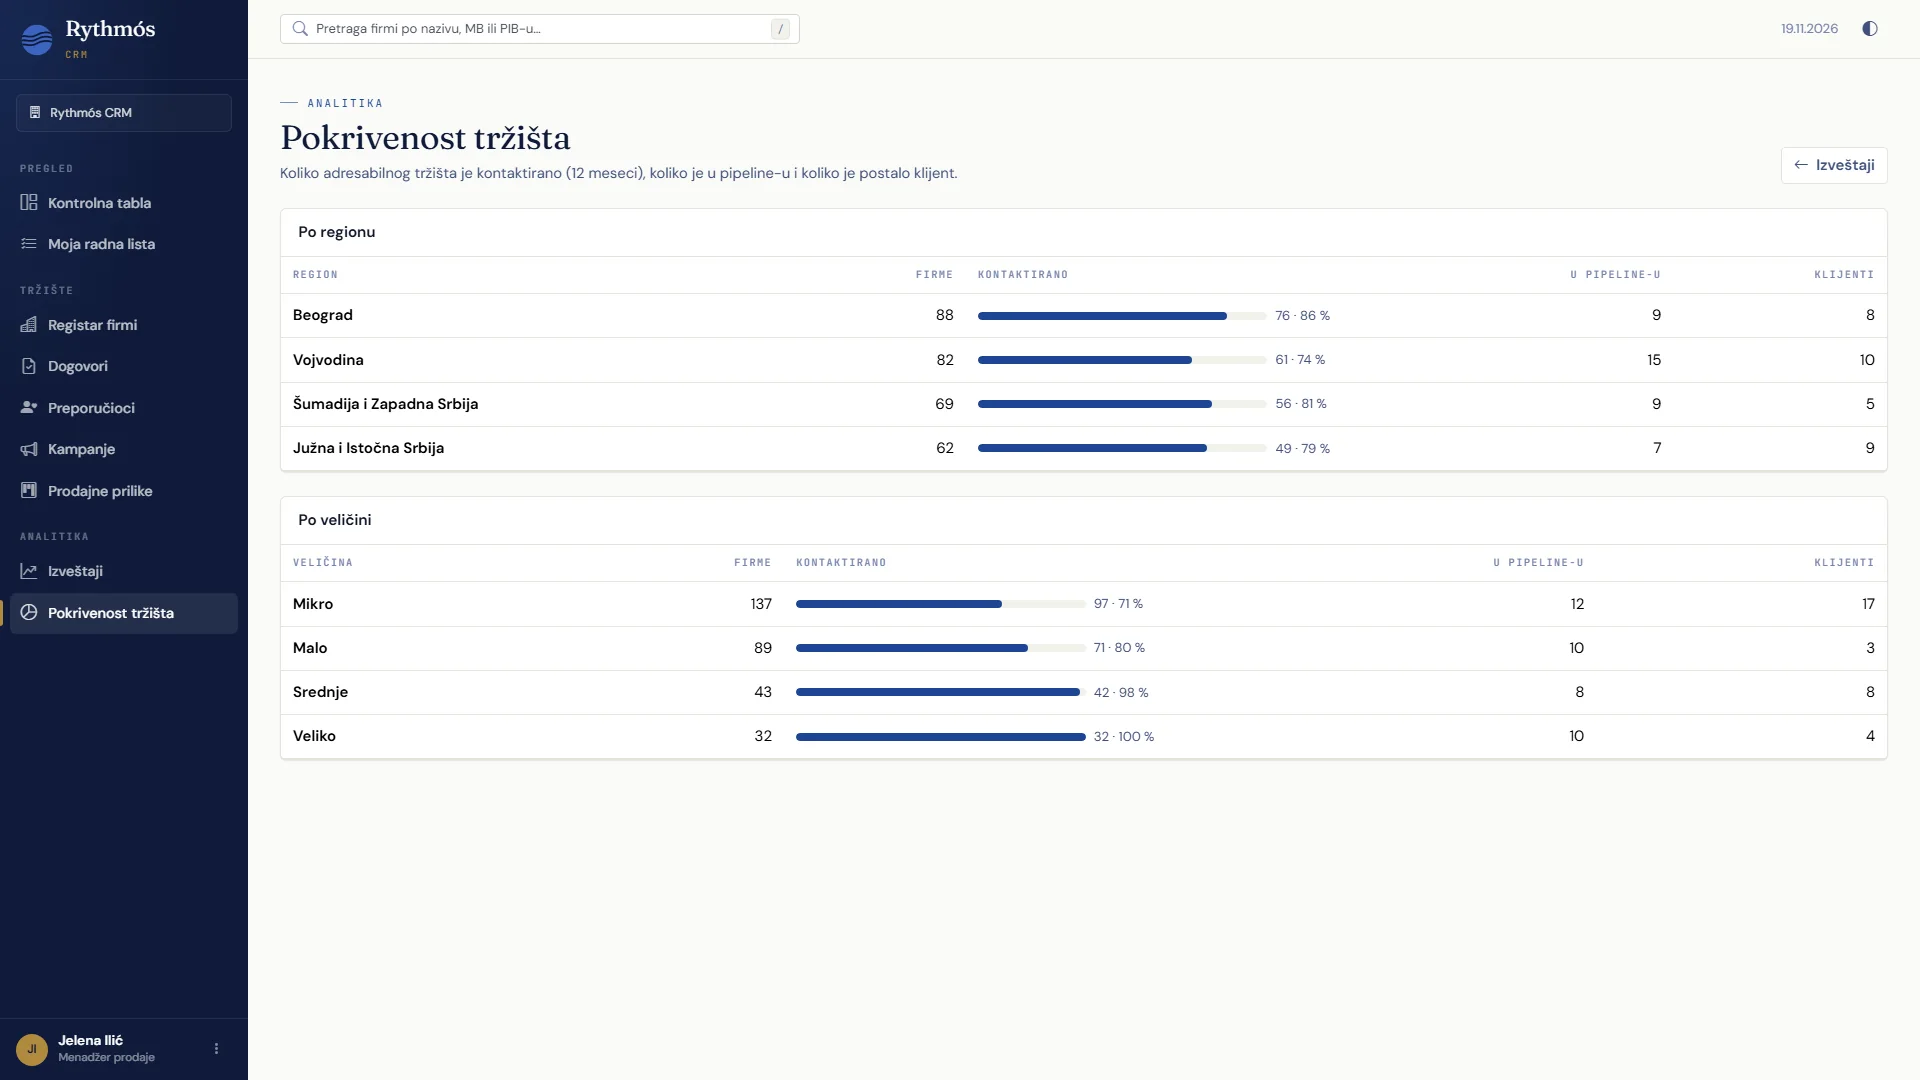 Rythmós
CRM
Rythmós CRM
PREGLED
Kontrolna tabla
Moja radna lista
TRŽIŠTE
Registar firmi
Dogovori
Preporučioci
Kampanje
Prodajne prilike
ANALITIKA
Izveštaji
Pokrivenost tržišta
JI
Jelena Ilić
Menadžer prodaje
Pretraga firmi po nazivu, MB ili PIB-u... /
19.11.2026
ANALITIKA
Pokrivenost tržišta
Koliko adresabilnog tržišta je kontaktirano (12 meseci), koliko je u pipeline-u i koliko je postalo klijent.
← Izveštaji
Po regionu
REGION FIRME KONTAKTIRANO U PIPELINE-U KLIJENTI
Beograd 88 76 · 86 % 9 8
Vojvodina 82 61 · 74 % 15 10
Šumadija i Zapadna Srbija 69 56 · 81 % 9 5
Južna i Istočna Srbija 62 49 · 79 % 7 9
Po veličini
VELIČINA FIRME KONTAKTIRANO U PIPELINE-U KLIJENTI
Mikro 137 97 · 71 % 12 17
Malo 89 71 · 80 % 10 3
Srednje 43 42 · 98 % 8 8
Veliko 32 32 · 100 % 10 4